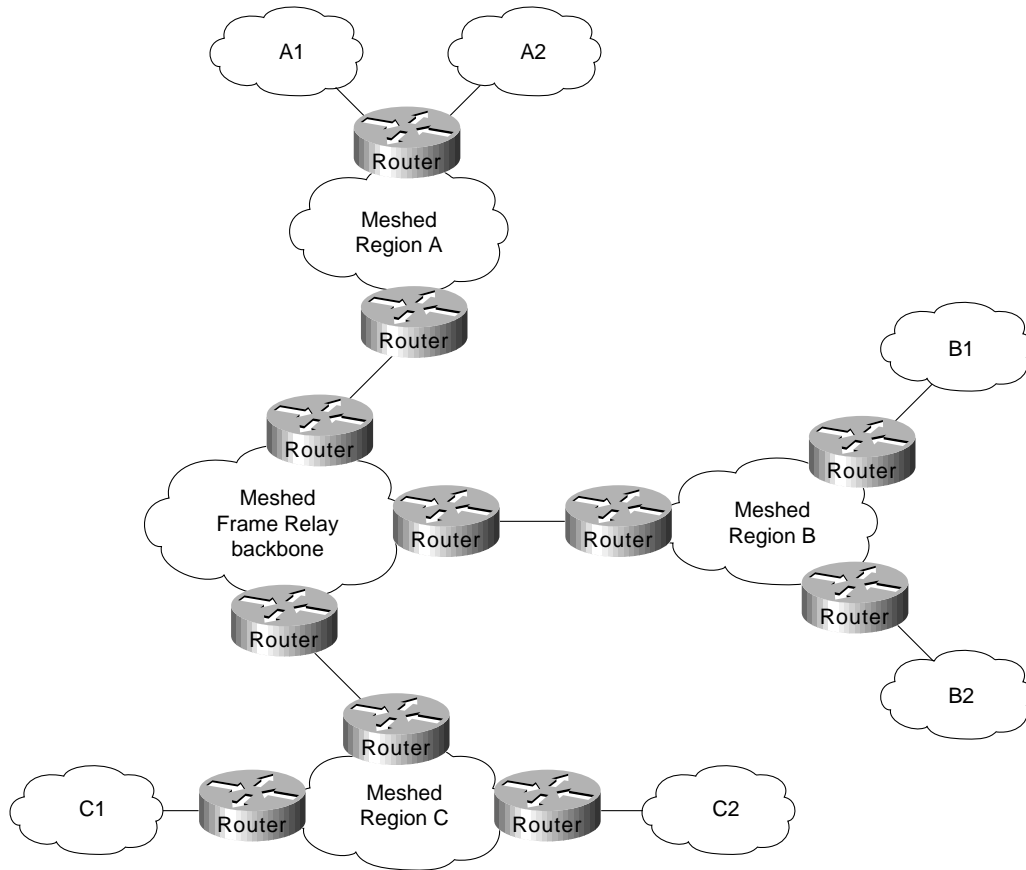 A1
A2
Router
Meshed
Region A
Router
B1
Router
Router
Meshed
Frame Relay
backbone
Router
Router
Meshed
Region B
Router
Router
B2
Router
C1
Router
Meshed
Region C
Router
C2